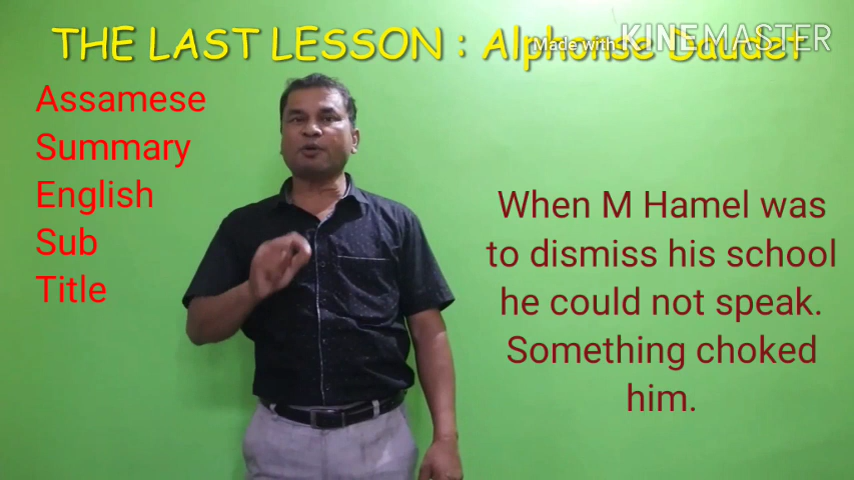 THE LAST LESSON : Alphonse Daudet
Made with KINEMASTER
Assamese
Summary
English
Sub
Title
When M Hamel was
to dismiss his school
he could not speak.
Something choked
him.